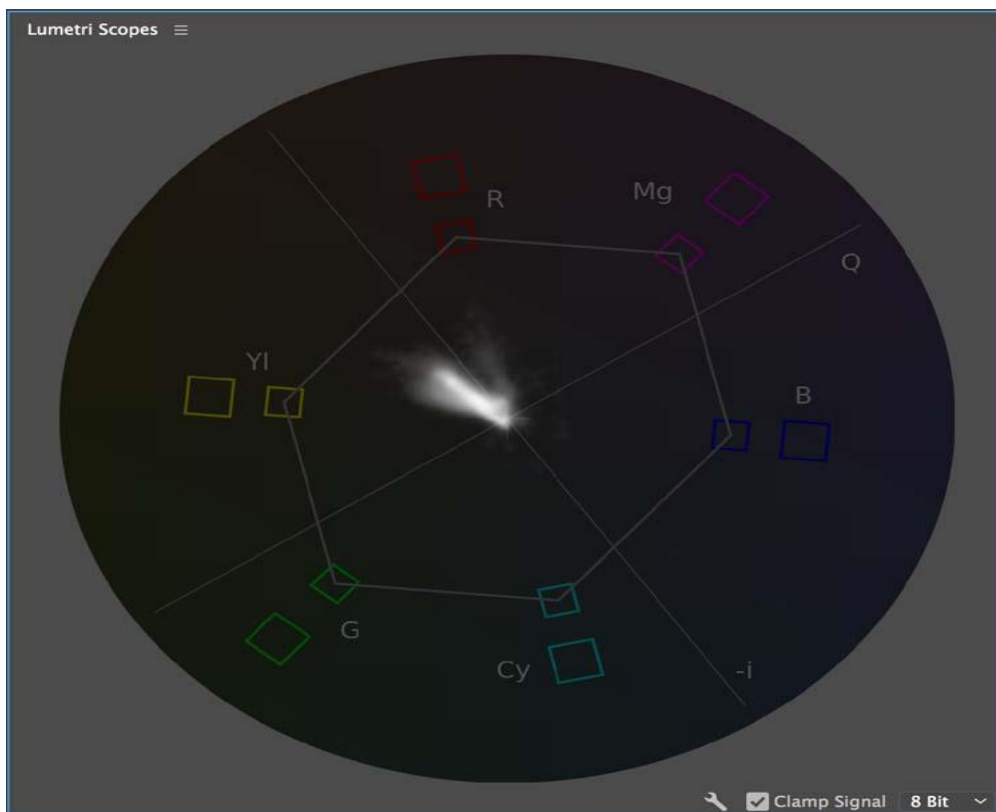 Lumetri Scopes
R
Mg
Q
Yl
B
G
Cy
-i
Clamp Signal 8 Bit